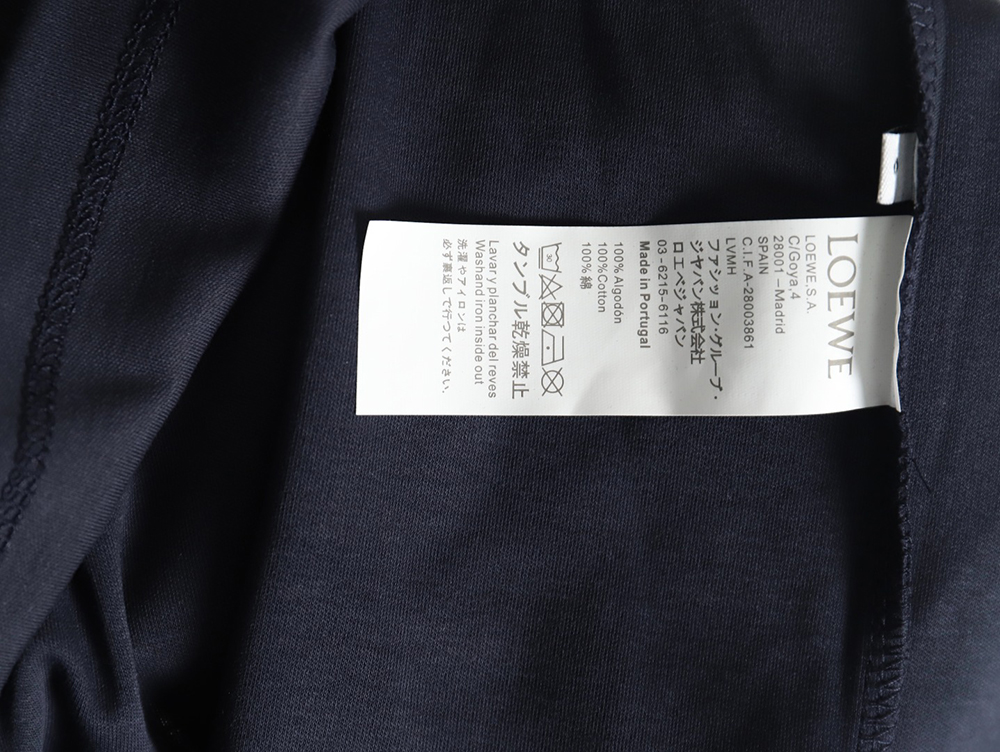 LOEWE
LOEWE,S.A.
C/Goya,4
28001 –Madrid
SPAIN
C.I.F.A-28003861
LVMH
ファシッション·グループ·
ジャパン株式会社
ロエベジャパン
03 - 6215-6116
Made in Portugal
100% Algodón
100%Cotton
100%綿
30
タンブル乾燥禁止
Lavar y planchar del reves
Washand iron inside out
洗濯やアイロンは
必ず裏返しで行つてください.